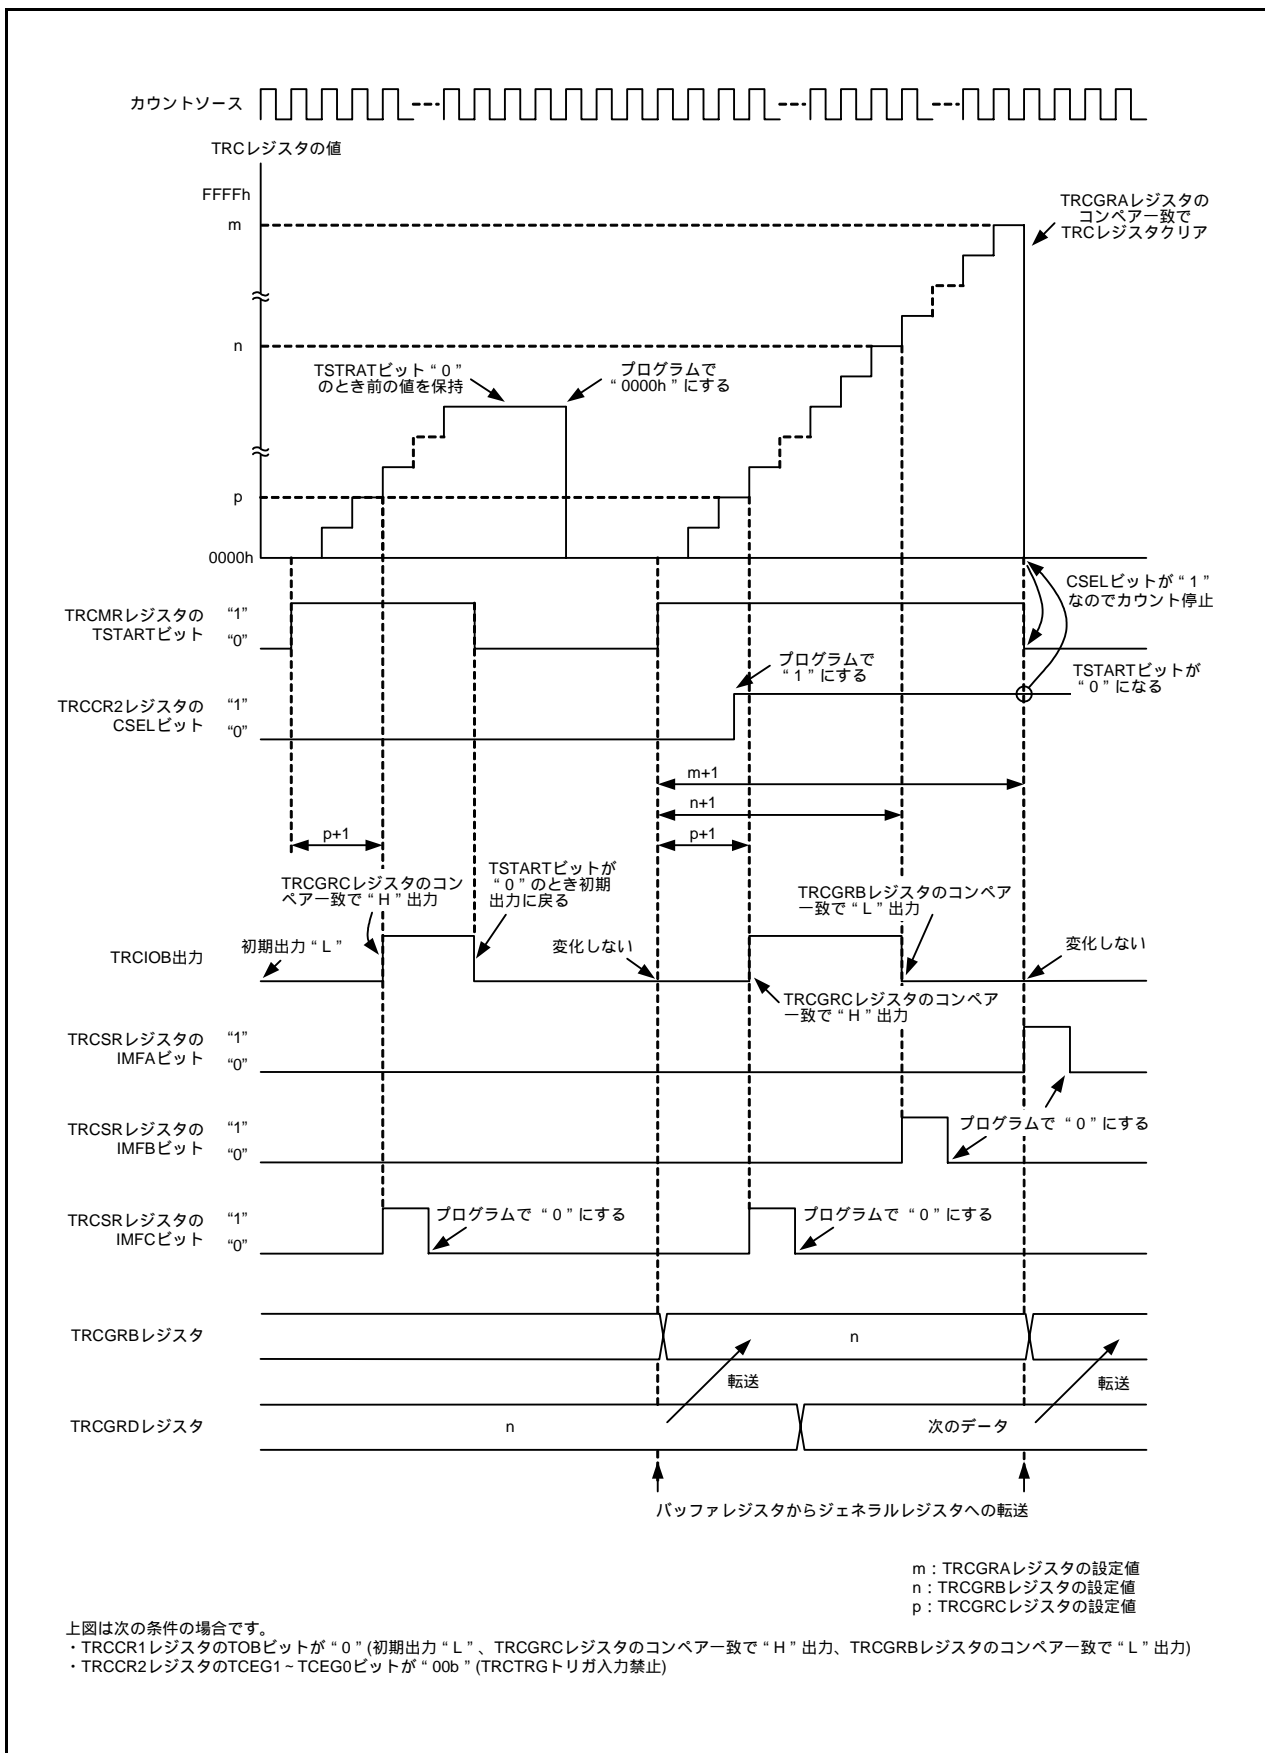 カウントソース
TRCレジスタの値
FFFFh
m
TRCGRAレジスタの
コンペア一致で
TRCレジスタクリア
n
TSTRATビット“ 0 ”
のとき前の値を保持
プログラムで
“ 0000h ” にする
p
0000h
CSELビットが “ 1 ”
なのでカウント停止
TRCMRレジスタの
TSTARTビット
“1”
“0”
プログラムで
“ 1 ” にする
TSTARTビットが
“ 0 ” になる
TRCCR2レジスタの
CSELビット
“1”
“0”
m+1
n+1
p+1
p+1
TRCGRCレジスタのコン
ペア一致で “ H ” 出力
TSTARTビットが
“ 0 ” のとき初期
出力に戻る
TRCGRBレジスタのコンペア
一致で “ L ” 出力
TRCIOB出力
初期出力 “ L ”
変化しない
変化しない
TRCGRCレジスタのコンペア
一致で “ H ” 出力
TRCSRレジスタの
IMFAビット
“1”
“0”
TRCSRレジスタの
IMFBビット
“1”
“0”
プログラムで “ 0 ” にする
TRCSRレジスタの
IMFCビット
“1”
“0”
プログラムで “ 0 ” にする
プログラムで “ 0 ” にする
TRCGRBレジスタ
n
転送
転送
TRCGRDレジスタ
n
次のデータ
バッファレジスタからジェネラルレジスタへの転送
m : TRCGRAレジスタの設定値
n : TRCGRBレジスタの設定値
p : TRCGRCレジスタの設定値
上図は次の条件の場合です。
・TRCCR1レジスタのTOBビットが “ 0 ” (初期出力 “ L ” 、TRCGRCレジスタのコンペア一致で “ H ” 出力、TRCGRBレジスタのコンペア一致で “ L ” 出力)
・TRCCR2レジスタのTCEG1 ~ TCEG0ビットが “ 00b ” (TRCTRGトリガ入力禁止)